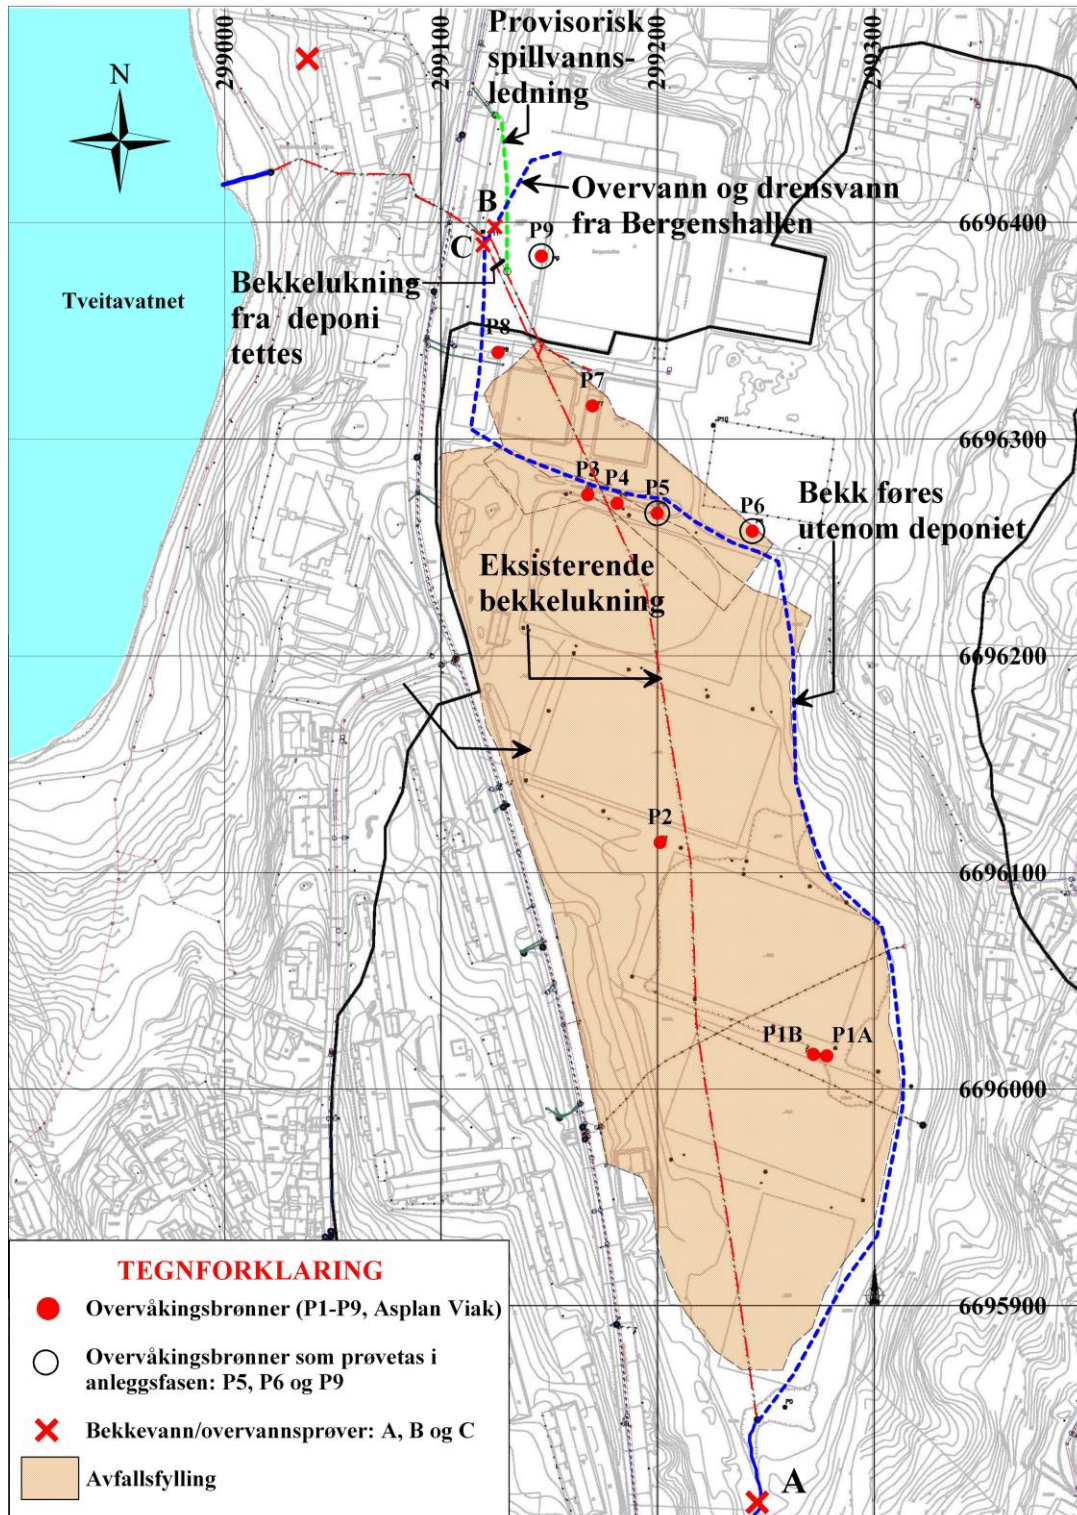 299000
299100
299200
299300
Provisorisk
spillvanns-
ledning
N
Overvann og drensvann
fra Bergenshallen
B
C
P9
6696400
Bekkelukning
fra deponi
tettes
Tveitavatnet
P8
P7
P10
6696300
P3
P4
P5
P6
Bekk føres
utenom deponiet
Eksisterende
bekkelukning
6696200
P2
6696100
P1B
P1A
6696000
6695900
A
TEGNFORKLARING
Overvåkingsbrønner (P1-P9, Asplan Viak)
Overvåkingsbrønner som prøvetas i
anleggsfasen: P5, P6 og P9
Bekkevann/overvannsprøver: A, B og C
Avfallsfylling